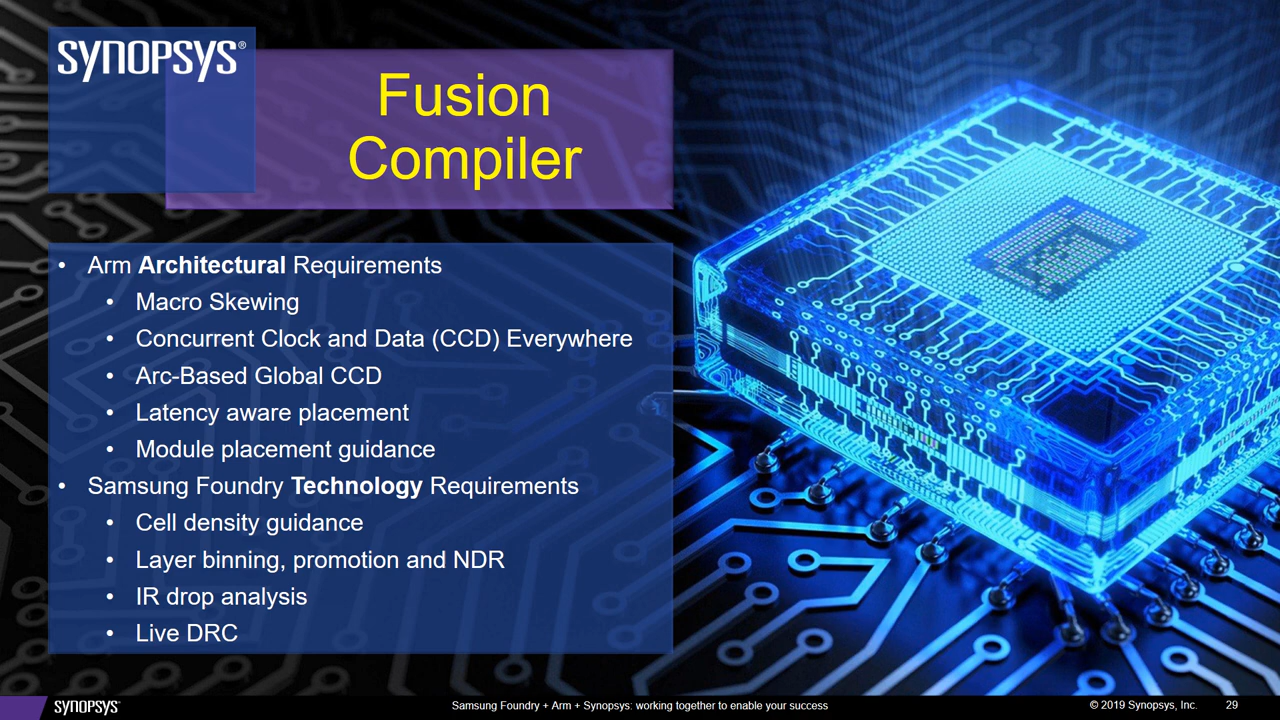 SYNOPSYS®
Fusion
Compiler
• Arm Architectural Requirements
• Macro Skewing
• Concurrent Clock and Data (CCD) Everywhere
• Arc-Based Global CCD
• Latency aware placement
• Module placement guidance
• Samsung Foundry Technology Requirements
• Cell density guidance
• Layer binning, promotion and NDR
• IR drop analysis
• Live DRC
SYNOPSYS®
Samsung Foundry + Arm + Synopsys: working together to enable your success
© 2019 Synopsys, Inc.
29